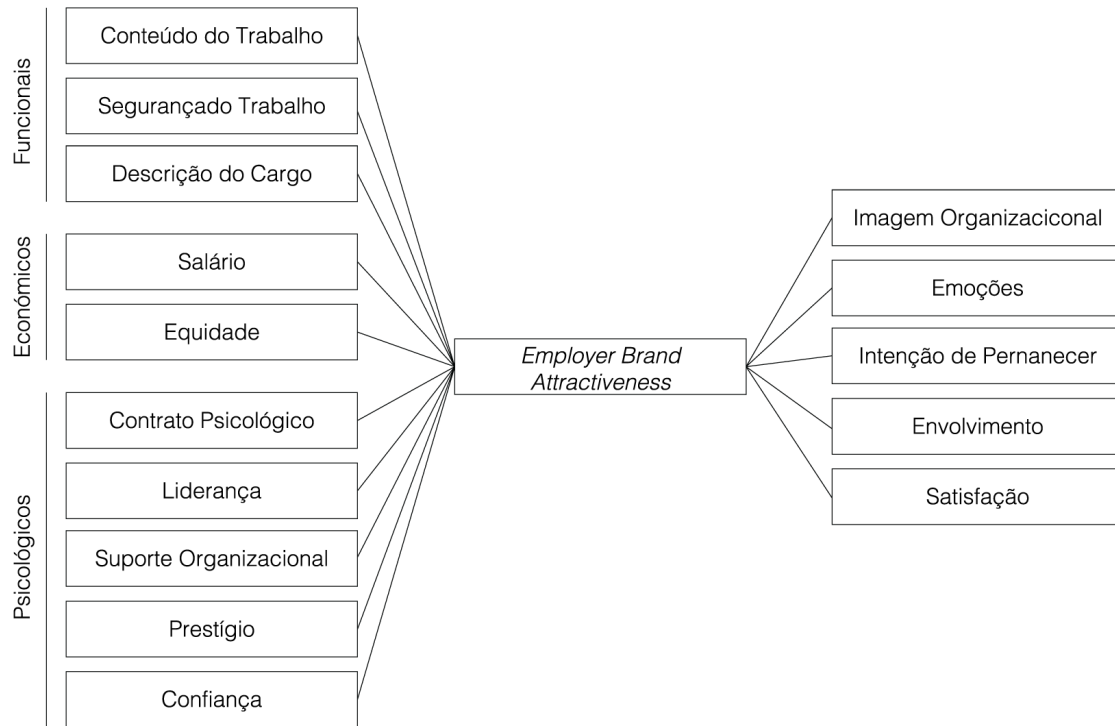 Funcionais
Conteúdo do Trabalho
Segurançado Trabalho
Descrição do Cargo
Económicos
Salário
Equidade
Psicológicos
Contrato Psicológico
Liderança
Suporte Organizacional
Prestígio
Confiança
Employer Brand
Attractiveness
Imagem Organizaciconal
Emoções
Intenção de Pernanecer
Envolvimento
Satisfação